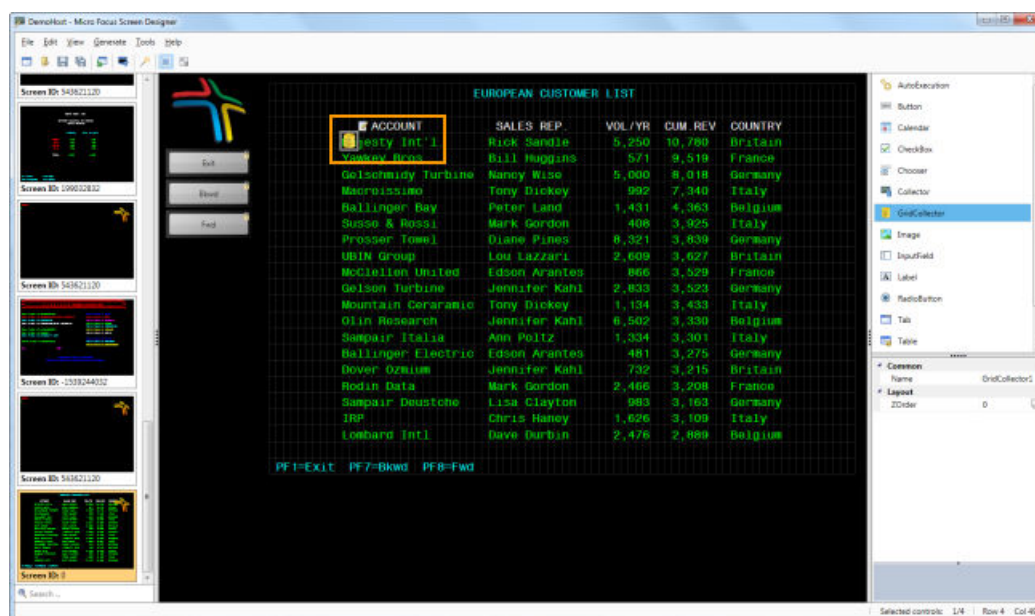 DemoHost - Micro Focus Screen Designer
File Edit View Generate Tools Help
Screen ID: 543621120
Screen ID: 199032832
Screen ID: 543621120
Screen ID: -1539244032
Screen ID: 543621120
Screen ID: 0
Search ...
Exit
Bkwd
Fwd
EUROPEAN CUSTOMER LIST
ACCOUNT SALES REP. VOL/YR CUM.REV COUNTRY
jesty Int'l. Rick Sandle 5,250 10,780 Britain
Yawkey Bros Bill Huggins 571 9,519 France
Gelschmidy Turbine Nancy Wise 5,000 8,018 Germany
Macroissimo Tony Dickey 992 7,340 Italy
Ballinger Bay Peter Land 1,431 4,363 Belgium
Susso & Rossi Mark Gordon 408 3,925 Italy
Prosser Towel Diane Pines 8,321 3,839 Germany
UBIN Group Lou Lazzari 2,609 3,627 Britain
McClellen United Edson Arantes 866 3,529 France
Gelson Turbine Jennifer Kahl 2,833 3,523 Germany
Mountain Ceraramic Tony Dickey 1,134 3,433 Italy
Olin Research Jennifer Kahl 6,502 3,330 Belgium
Sampair Italia Ann Poltz 1,334 3,301 Italy
Ballinger Electric Edson Arantes 481 3,275 Germany
Dover Ozmium Jennifer Kahl 732 3,215 Britain
Rodin Data Mark Gordon 2,466 3,208 France
Sampair Deustche Lisa Clayton 983 3,163 Germany
IRP Chris Haney 1,626 3,109 Italy
Lombard Intl Dave Durbin 2,476 2,889 Belgium
PF1=Exit PF7=Bkwd PF8=Fwd
AutoExecution
Button
Calendar
CheckBox
Chooser
Collector
GridCollector
Image
InputField
Label
RadioButton
Tab
Table
Common
Name GridCollector1
Layout
ZOrder 0
Selected controls: 1/4 Row 4 Col